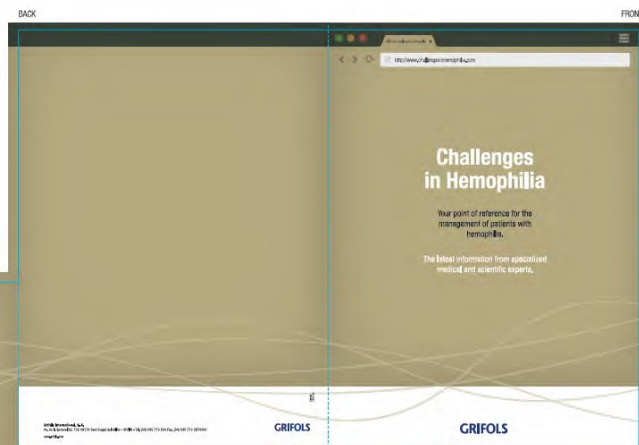 BACK
FRON
http://www.challengesinhemophilia.com
Challenges
in Hemophilia
Your point of reference for the
management of patients with
hemophilia.
The latest information from specialized
medical and scientific experts.
GRIFOLS
GRIFOLS